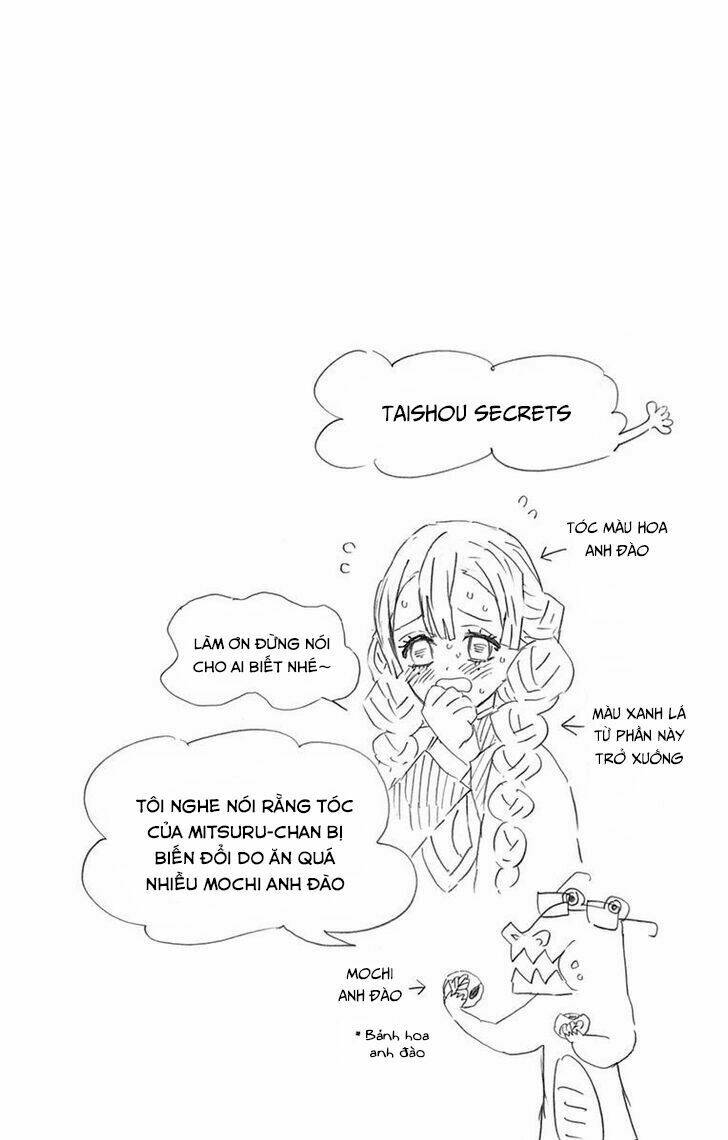 TAISHOU SECRETS
TÓC MÀU HOA
ANH ĐÀO
LÀM ƠN ĐỪNG NÓI
CHO AI BIẾT NHÉ~
MÀU XANH LÁ
TỪ PHẦN NÀY
TRỞ XUỐNG
TÔI NGHE NÓI RẰNG TÓC
CỦA MITSURU-CHAN BỊ
BIẾN ĐỔI DO ĂN QUÁ
NHIỀU MOCHI ANH ĐÀO
MOCHI
ANH ĐÀO
* Bánh hoa
anh đào